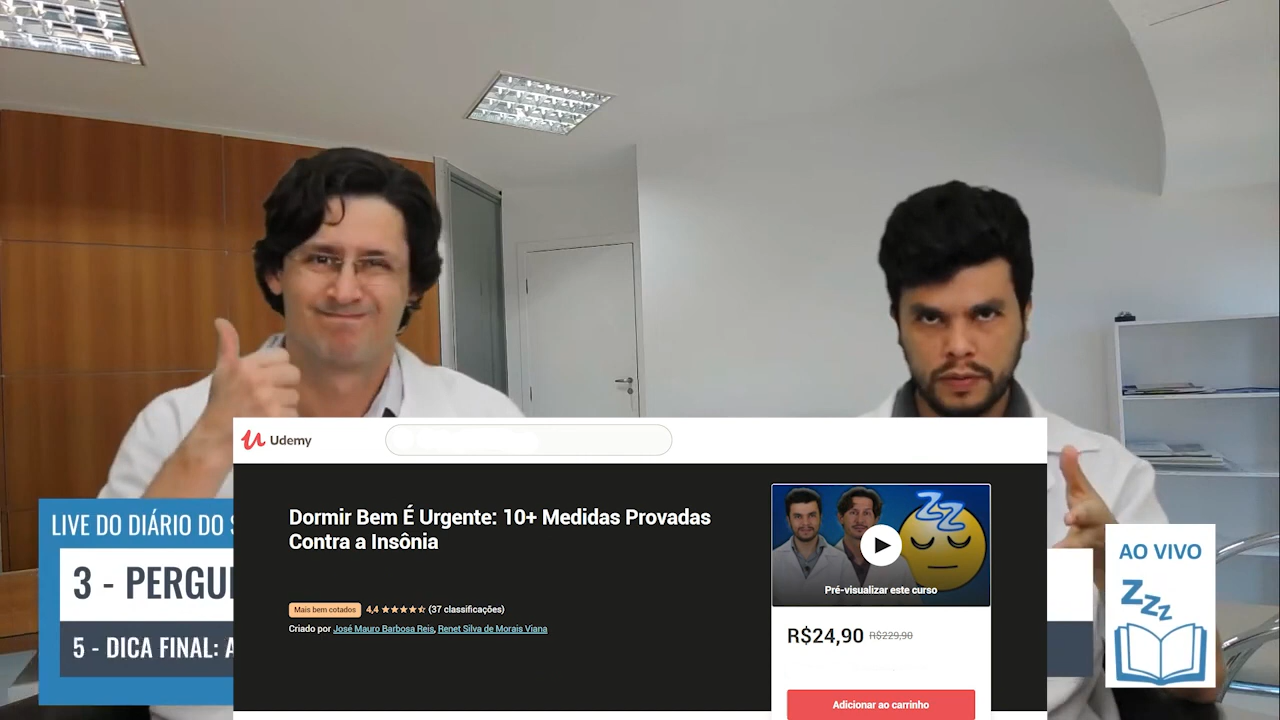 LIVE DO DIÁRIO DO
3 - PERGU
5 - DICA FINAL: A
Udemy
Dormir Bem É Urgente: 10+ Medidas Provadas
Contra a Insônia
Mais bem cotados 4,4 (37 classificações)
Criado por José Mauro Barbosa Reis, Renet Silva de Morais Viana
zzz
Pré-visualizar este curso
R$24,90 R$229,90
Adicionar ao carrinho
AO VIVO
zzz